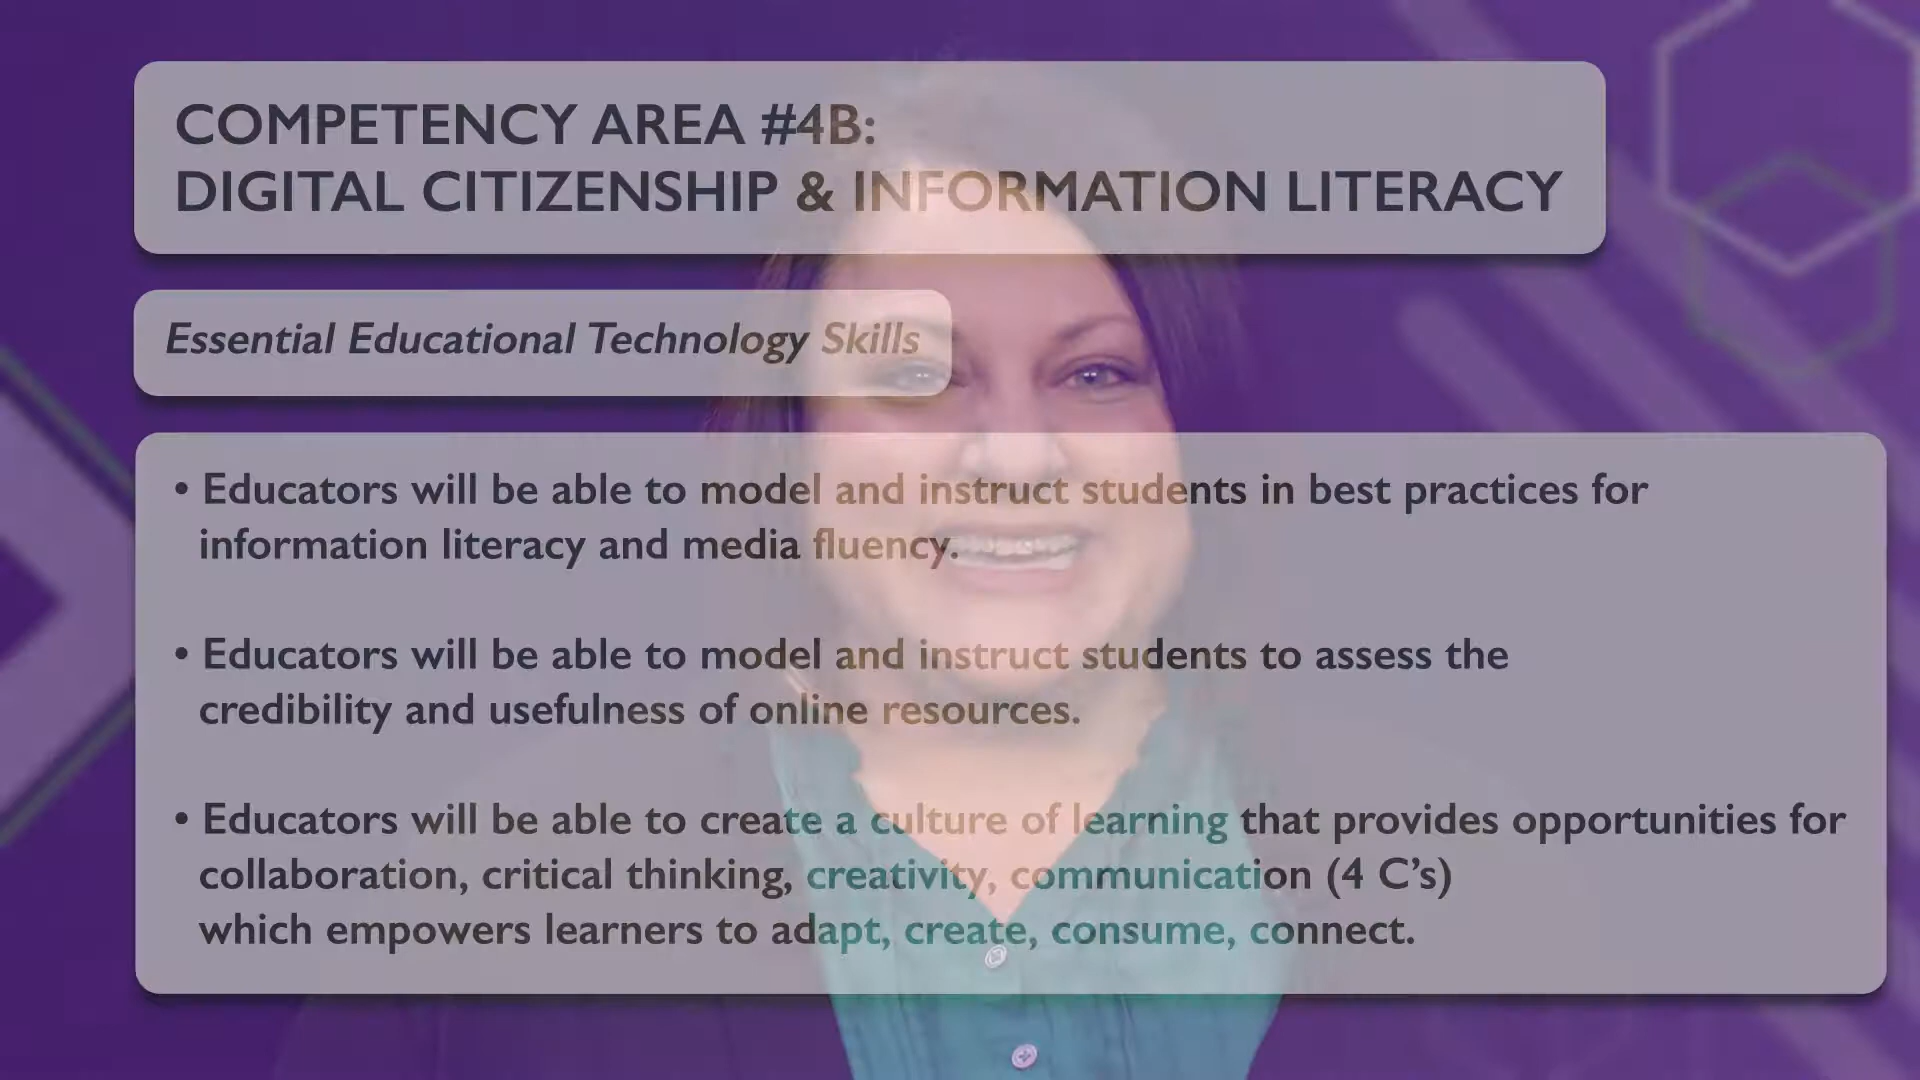 COMPETENCY AREA #4B:
DIGITAL CITIZENSHIP & INFORMATION LITERACY
Essential Educational Technology Skills
• Educators will be able to model and instruct students in best practices for
information literacy and media fluency.
• Educators will be able to model and instruct students to assess the
credibility and usefulness of online resources.
• Educators will be able to create a culture of learning that provides opportunities for
collaboration, critical thinking, creativity, communication (4 C’s)
which empowers learners to adapt, create, consume, connect.